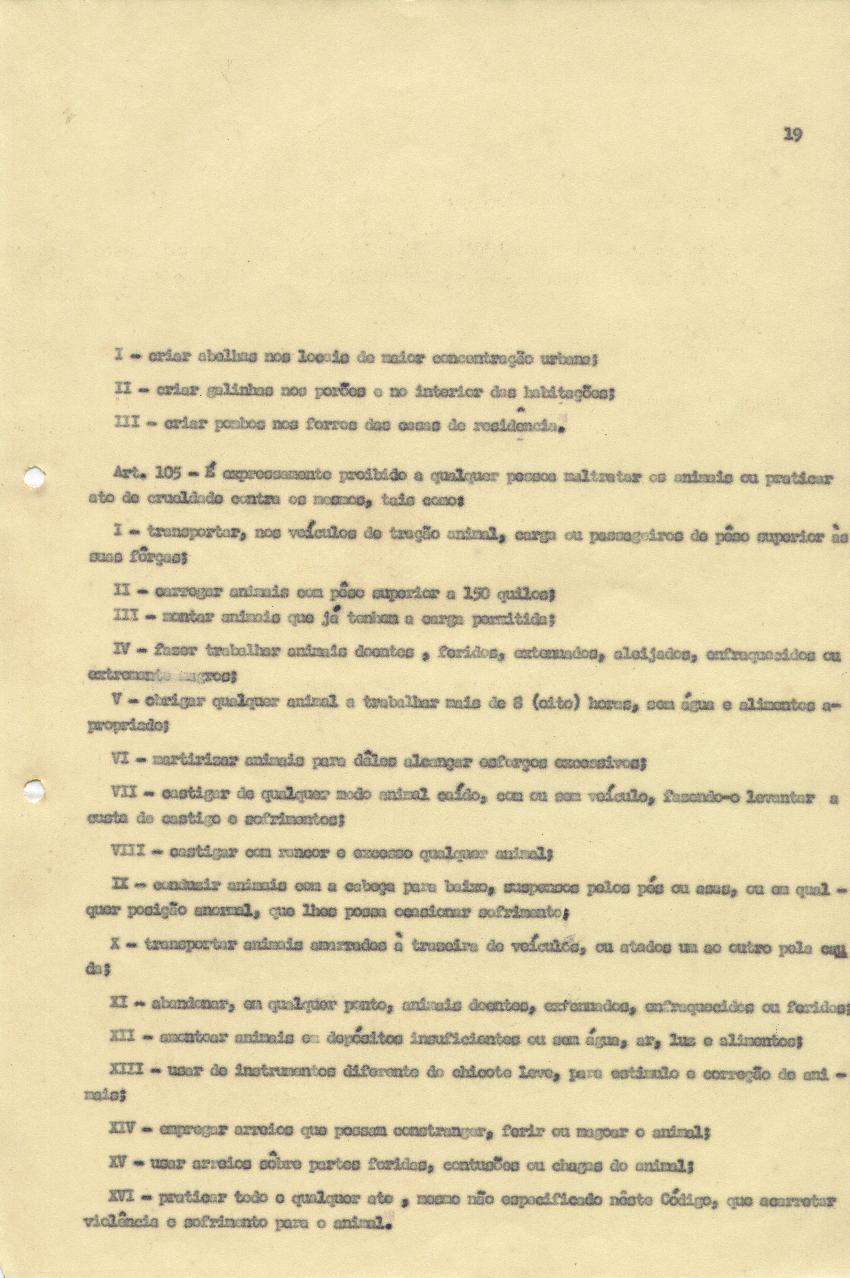 19
I - criar abelhas nos locais de maior concentração urbana;
II - criar galinhas nos porões e no interior das habitações;
III - criar pombos nos forros das casas de residência.
Art. 105 - É expressamente proibido a qualquer pessoa maltratar os animais ou praticar
ato de crueldade contra os mesmos, tais como:
I - transportar, nos veículos de tração animal, carga ou passageiros de pêso superior às
suas fôrças;
II - carregar animais com pêso superior a 150 quilos;
III - montar animais que já tenham a carga permitida;
IV - fazer trabalhar animais doentes , feridos, extenuados, aleijados, enfraquecidos ou
extremante magros;
V - obrigar qualquer animal a trabalhar mais de 8 (oito) horas, sem água e alimentos a-
propriado;
VI - martirizar animais para dêles alcançar esforços excessivos;
VII - castigar de qualquer modo animal caído, com ou sem veículo, fazendo-o levantar a
custa de castigo e sofrimentos;
VIII - castigar com rancor e excesso qualquer animal;
IX - conduzir animais com a cabeça para baixo, suspensos pelos pés ou asas, ou em qual -
quer posição anormal, que lhes possa ocasionar sofrimento;
X - transportar animais amarrados à traseira de veículos, ou atados um ao outro pela cau
da;
XI - abandonar, em qualquer ponto, animais doentes, extenuados, enfraquecidos ou feridos;
XII - amontoar animais em depósitos insuficientes ou sem água, ar, luz e alimentos;
XIII - usar de instrumentos diferente do chicote leve, para estimulo e correção de ani -
mais;
XIV - empregar arreios que possam constranger, ferir ou magoar o animal;
XV - usar arreios sôbre partes feridas, contusões ou chagas do animal;
XVI - praticar todo e qualquer ato , mesmo não especificado nêste Código, que acarretar
violência e sofrimento para o animal.